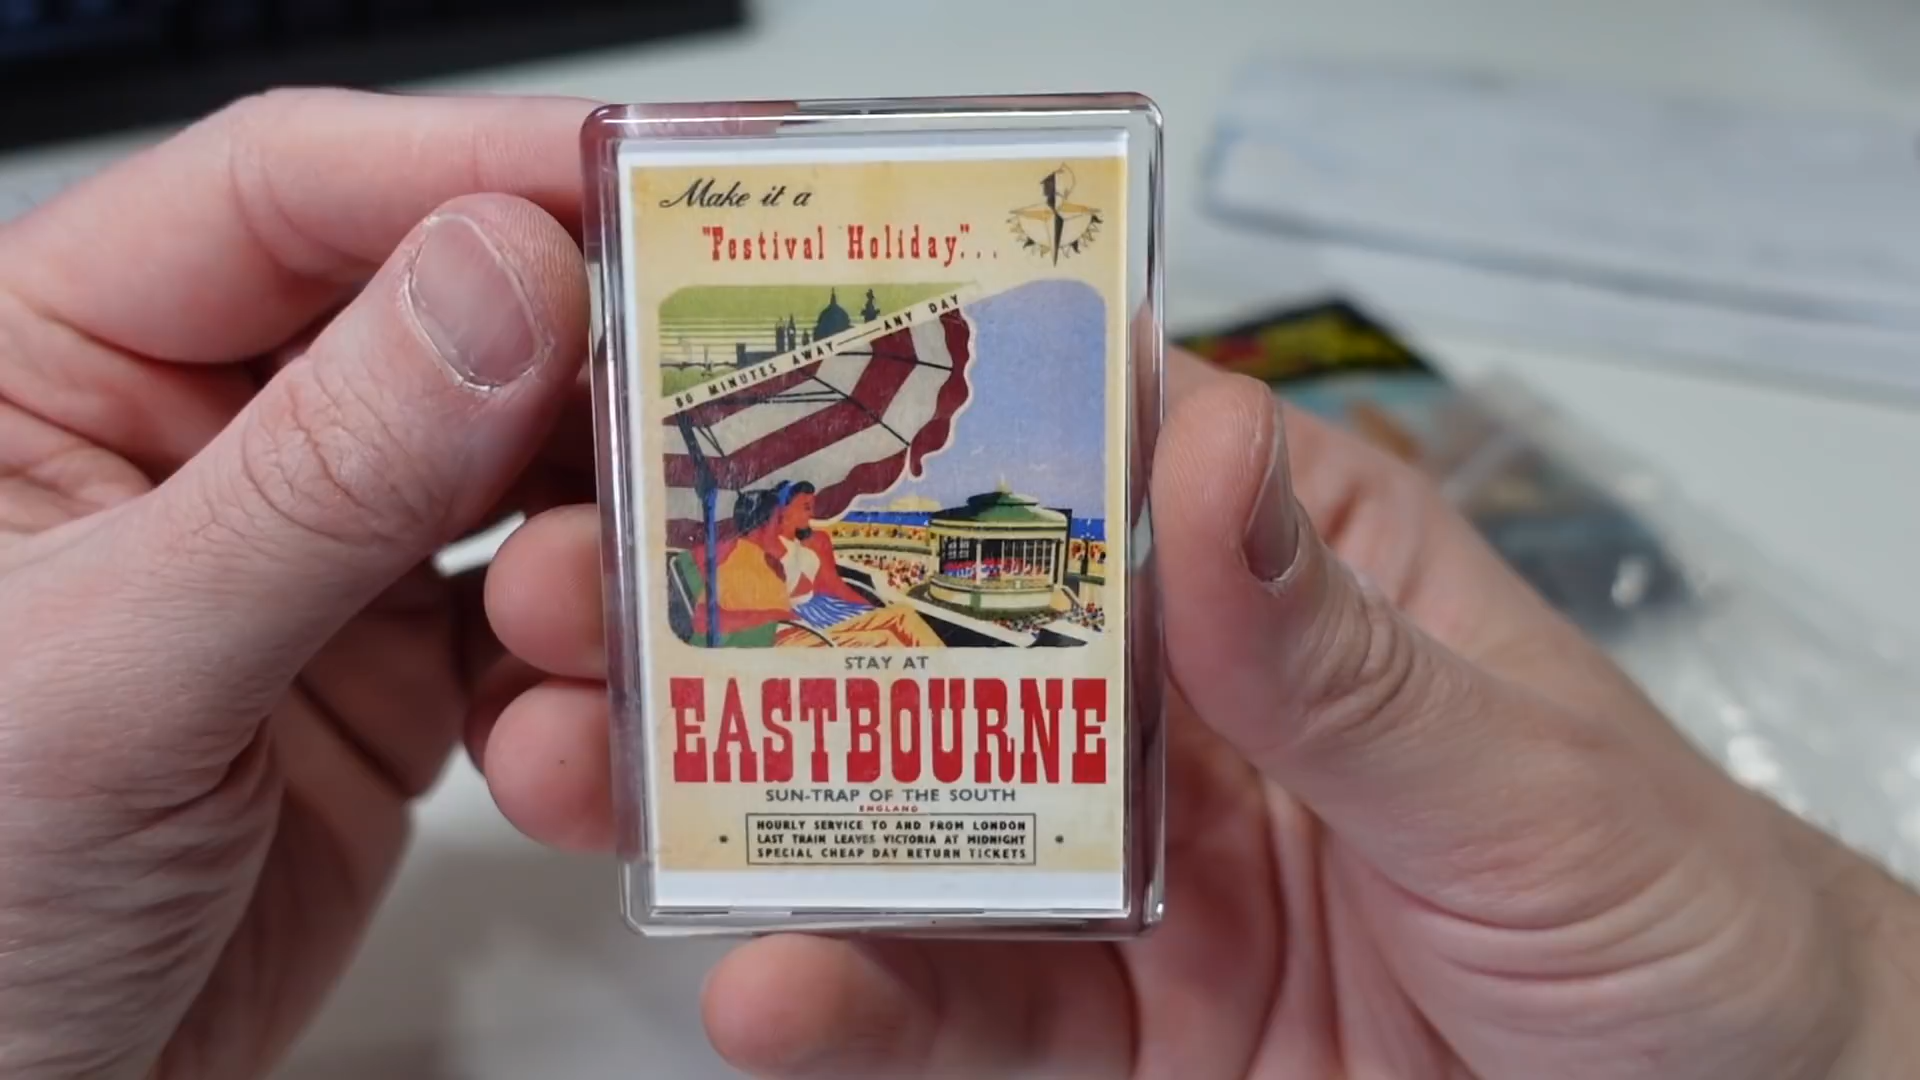 Make it a
"Festival Holiday"...
80 MINUTES AWAY—ANY DAY
STAY AT
EASTBOURNE
SUN-TRAP OF THE SOUTH
ENGLAND
HOURLY SERVICE TO AND FROM LONDON
LAST TRAIN LEAVES VICTORIA AT MIDNIGHT
SPECIAL CHEAP DAY RETURN TICKETS